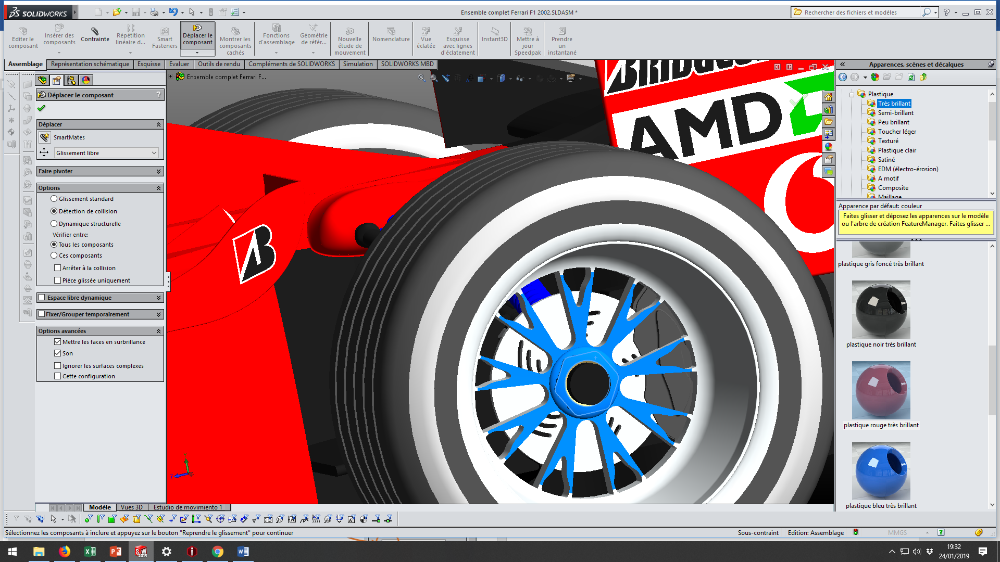 SOLIDWORKS
Ensemble complet Ferrari F1 2002.SLDASM *
Rechercher des fichiers et modèles
Editer le composant
Insérer des composants
Contrainte
Répétition linéaire d...
Smart Fasteners
Déplacer le composant
Montrer les composants cachés
Fonctions d'assemblage
Géométrie de référ...
Nouvelle étude de mouvement
Nomenclature
Vue éclatée
Esquisse avec lignes d'éclatement
Instant3D
Mettre à jour Speedpak
Prendre un instantané
Assemblage
Représentation schématique
Esquisse
Evaluer
Outils de rendu
Compléments de SOLIDWORKS
Simulation
SOLIDWORKS MBD
Ensemble complet Ferrari F...
Déplacer le composant
?
Déplacer
SmartMates
Glissement libre
Faire pivoter
Options
Glissement standard
Détection de collision
Dynamique structurelle
Vérifier entre:
Tous les composants
Ces composants
Arrêter à la collision
Pièce glissée uniquement
Espace libre dynamique
Fixer/Grouper temporairement
Options avancées
Mettre les faces en surbrillance
Son
Ignorer les surfaces complexes
Cette configuration
AMD
B
Z
Apparences, scènes et décalques
Plastique
Très brillant
Semi-brillant
Peu brillant
Toucher léger
Texturé
Plastique clair
Satiné
EDM (électro-érosion)
A motif
Composite
Maillage
Apparence par défaut: couleur
Faites glisser et déposez les apparences sur le modèle
ou l'arbre de création FeatureManager. Faites glisser ...
plastique gris foncé très brillant
plastique noir très brillant
plastique rouge très brillant
plastique bleu très brillant
Modèle
Vues 3D
Estudio de movimiento 1
Sélectionnez les composants à inclure et appuyez sur le bouton "Reprendre le glissement" pour continuer
Sous-contraint
Edition: Assemblage
MMGS
19:32
24/01/2019